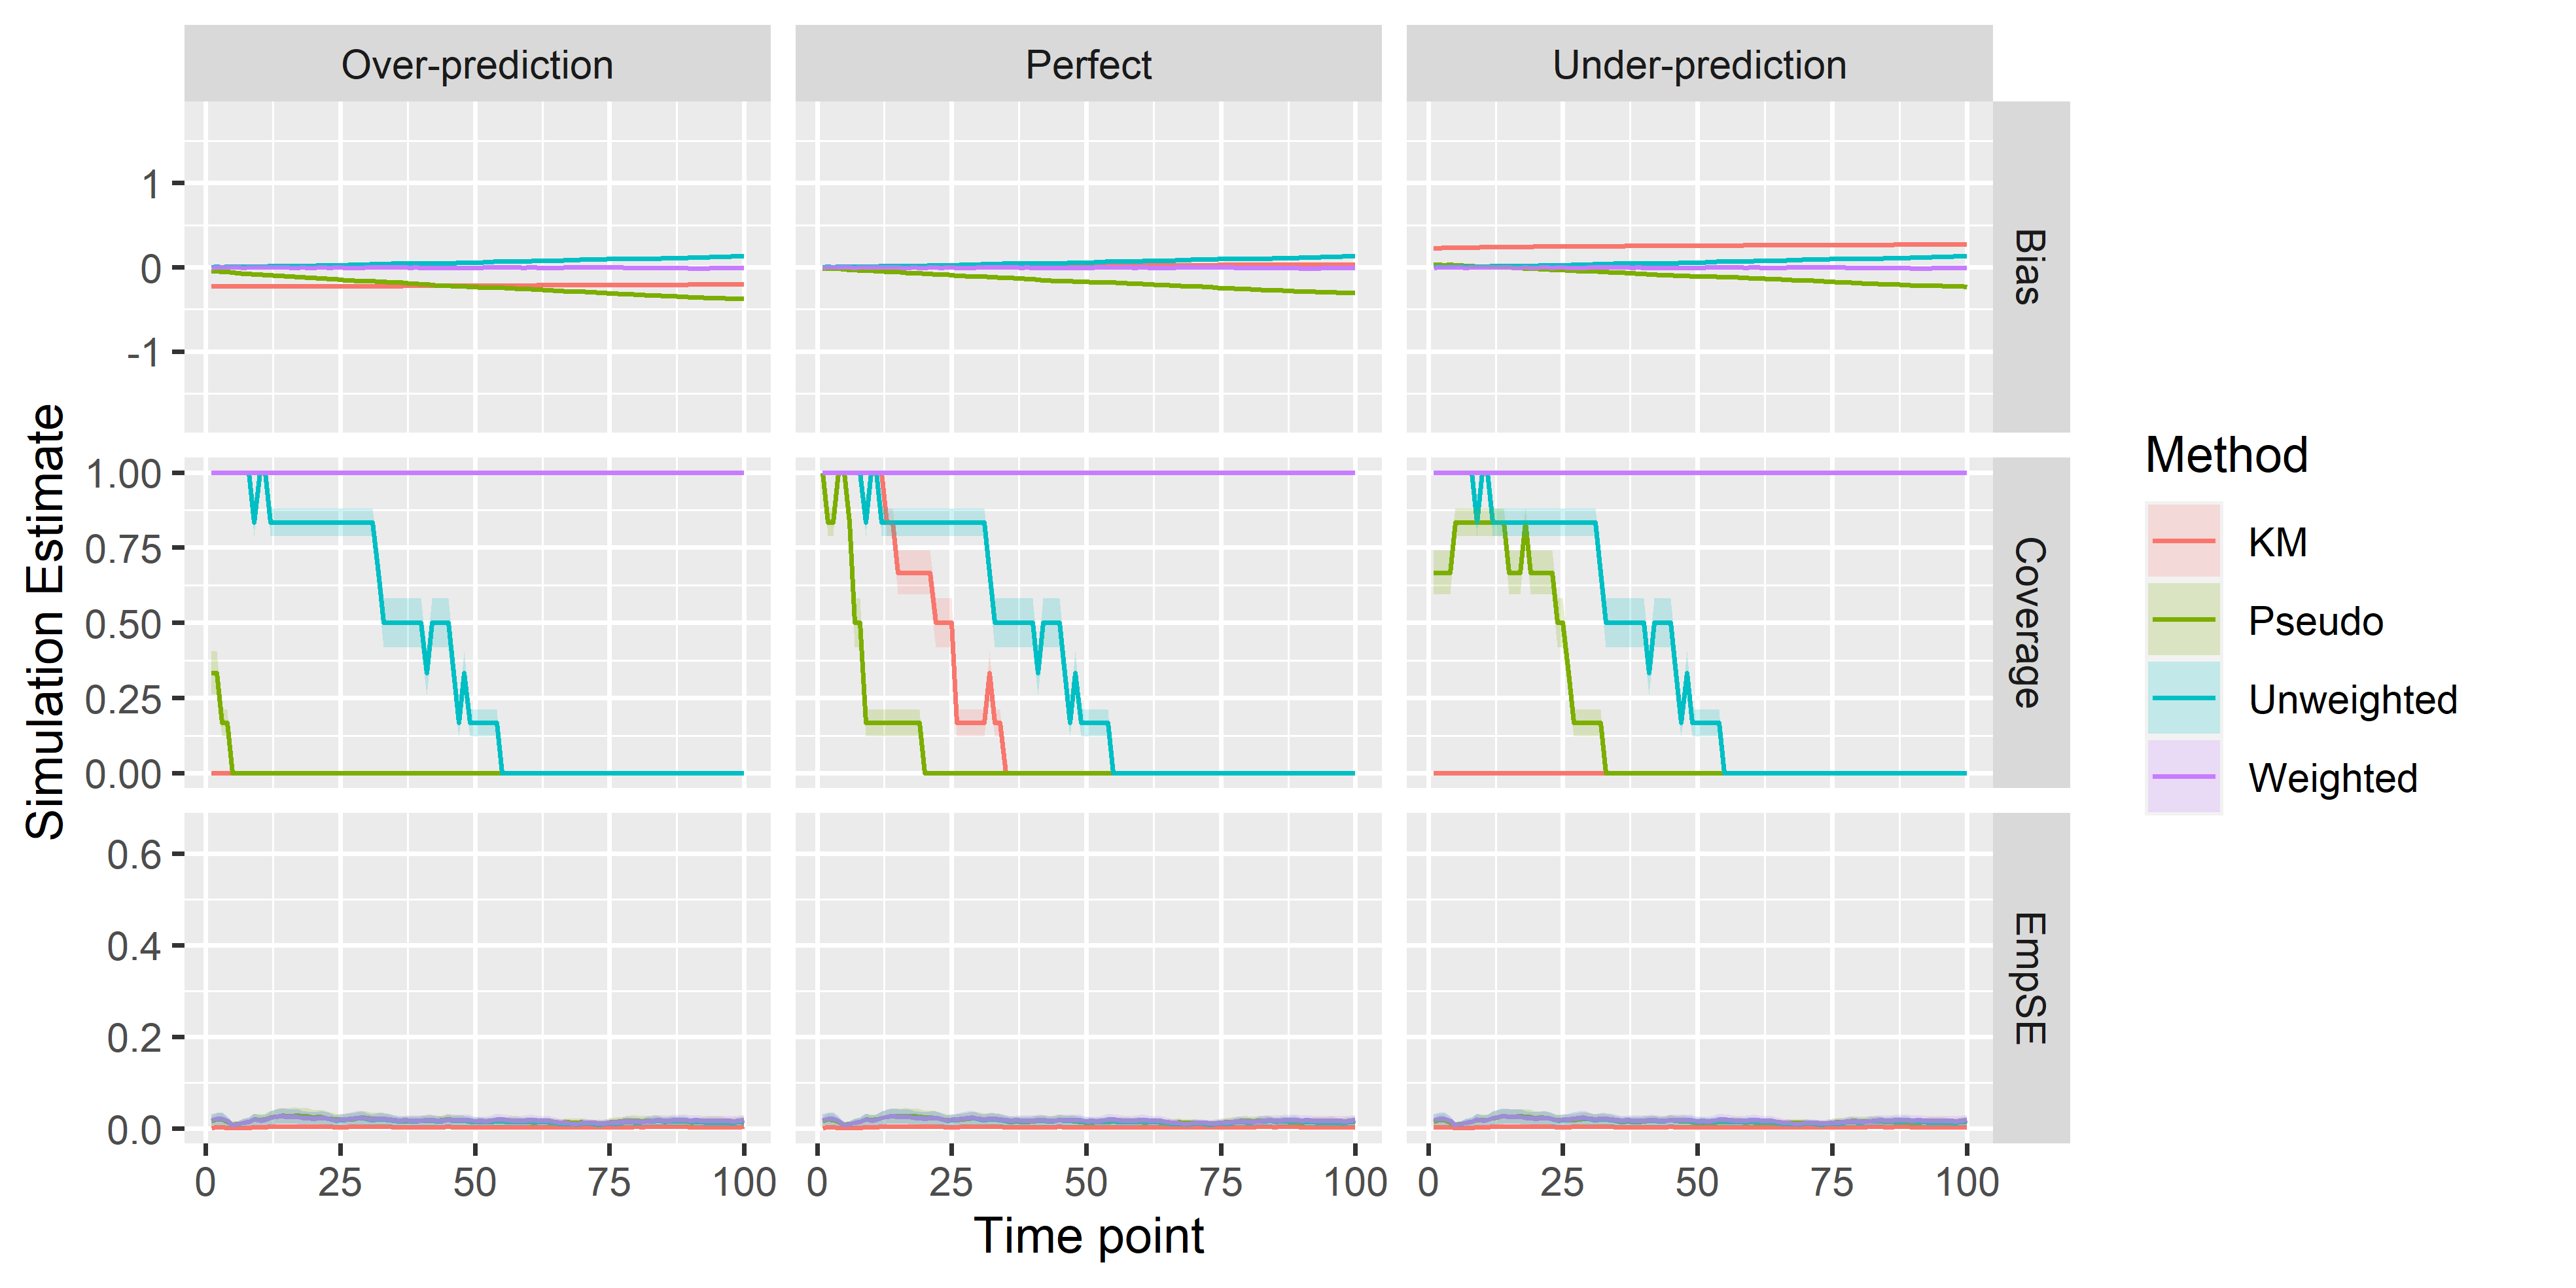 Over-prediction
Perfect
Under-prediction
Simulation Estimate
1
0
-1
Bias
1.00
0.75
0.50
0.25
0.00
Coverage
0.6
0.4
0.2
0.0
EmpSE
0 25 50 75 100
0 25 50 75 100
0 25 50 75 100
Time point
Method
KM
Pseudo
Unweighted
Weighted